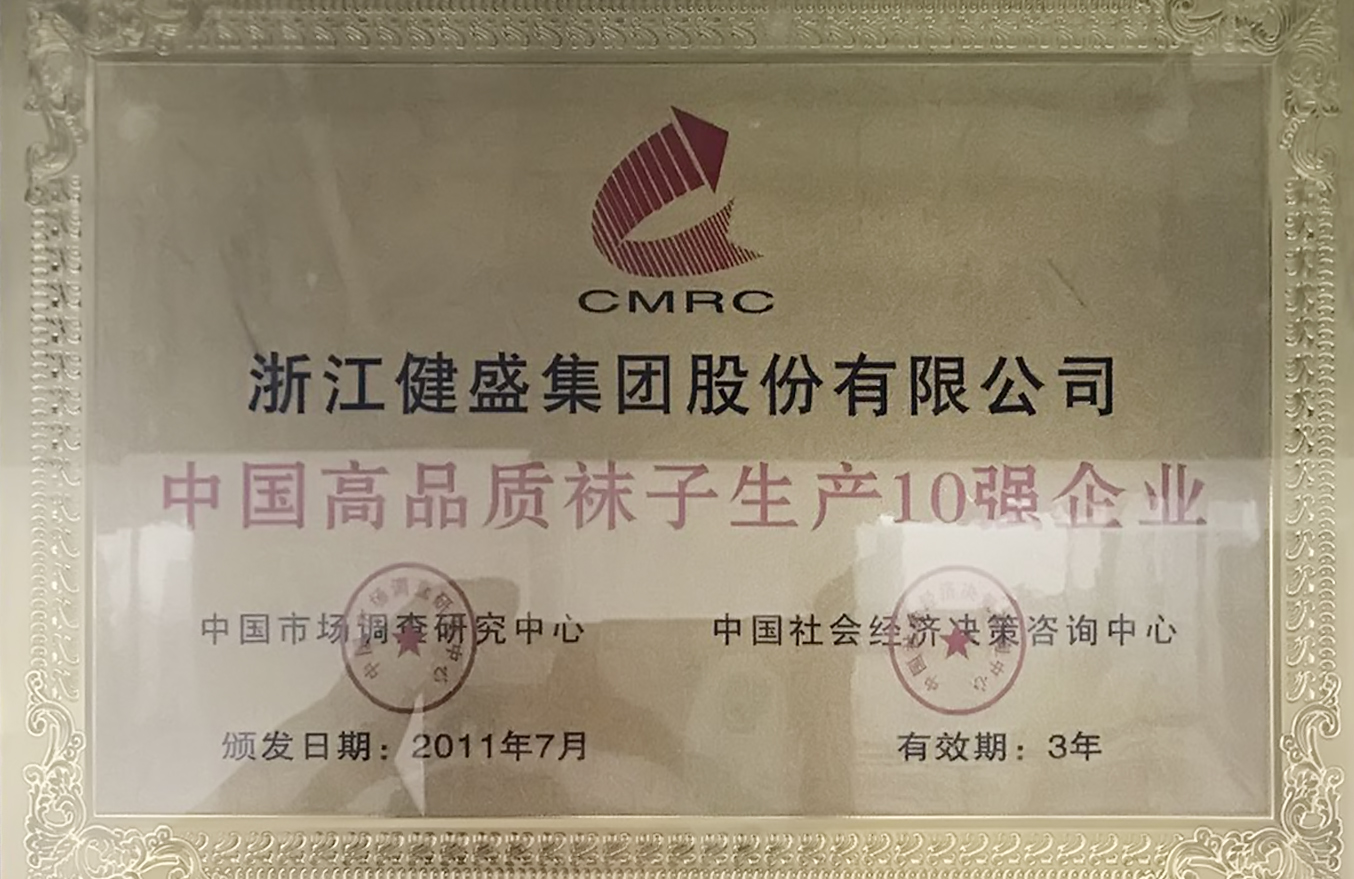 CMRC
浙江健盛集团股份有限公司
中国高品质袜子生产10强企业
中国市场调查研究中心
中国社会经济决策咨询中心
颁发日期：2011年7月
有效期：3年